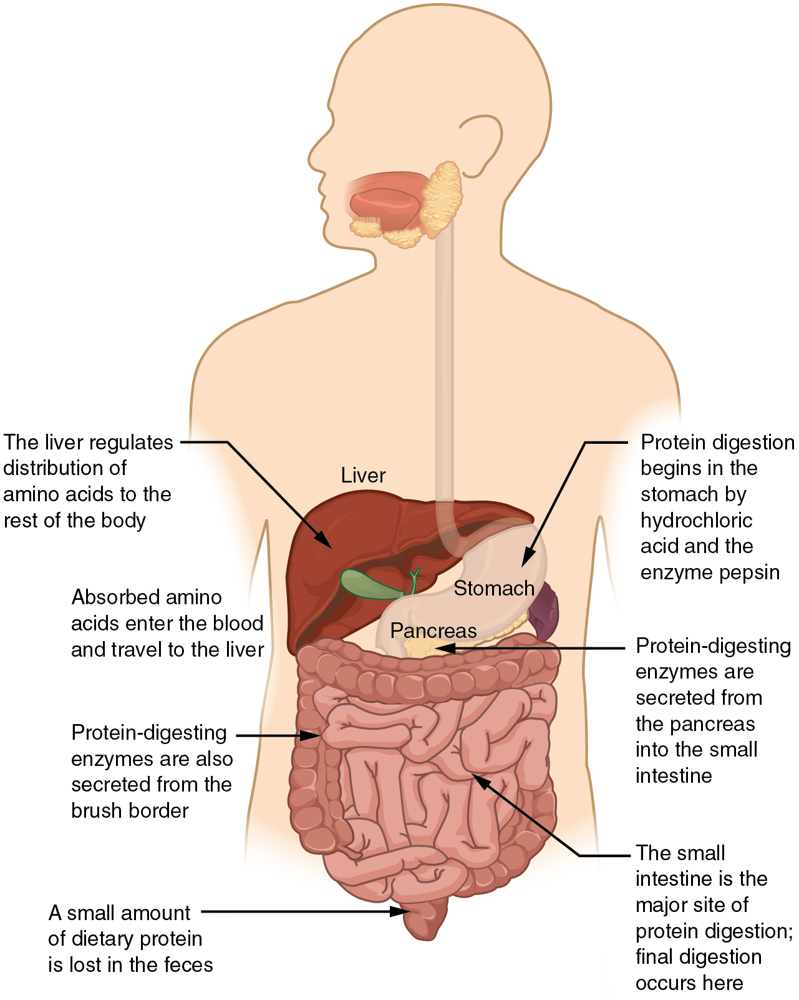 The liver regulates
distribution of
amino acids to the
rest of the body
Liver
Protein digestion
begins in the
stomach by
hydrochloric
acid and the
enzyme pepsin
Stomach
Absorbed amino
acids enter the blood
and travel to the liver
Pancreas
Protein-digesting
enzymes are
secreted from
the pancreas
into the small
intestine
Protein-digesting
enzymes are also
secreted from the
brush border
The small
intestine is the
major site of
protein digestion;
final digestion
occurs here
A small amount
of dietary protein
is lost in the feces